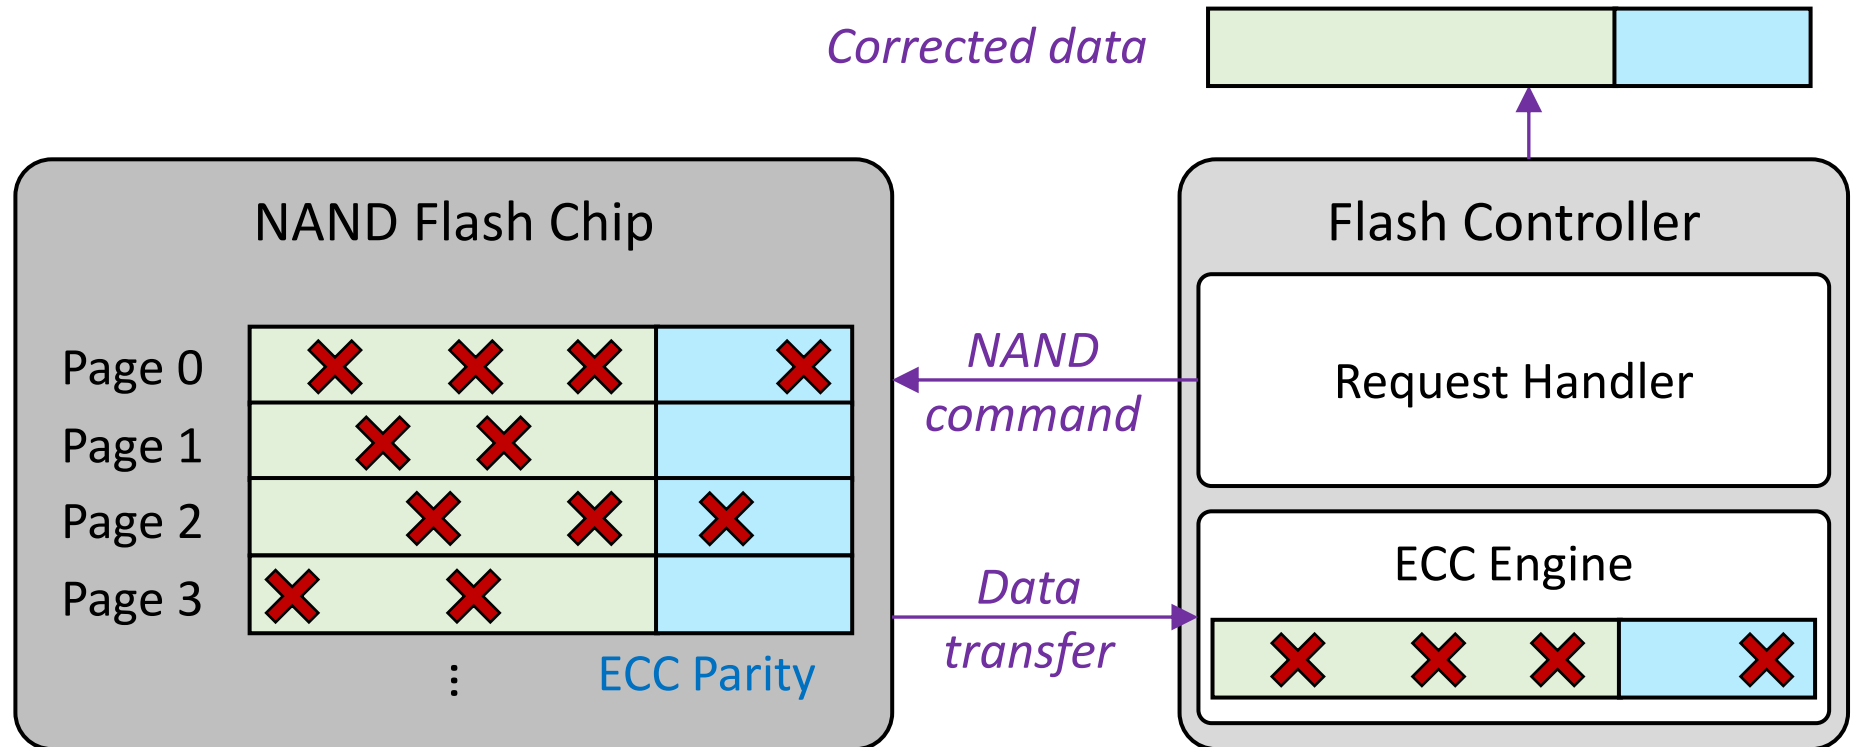 Corrected data
NAND Flash Chip
Page 0
Page 1
Page 2
Page 3
⋮
ECC Parity
NAND
command
Data
transfer
Flash Controller
Request Handler
ECC Engine